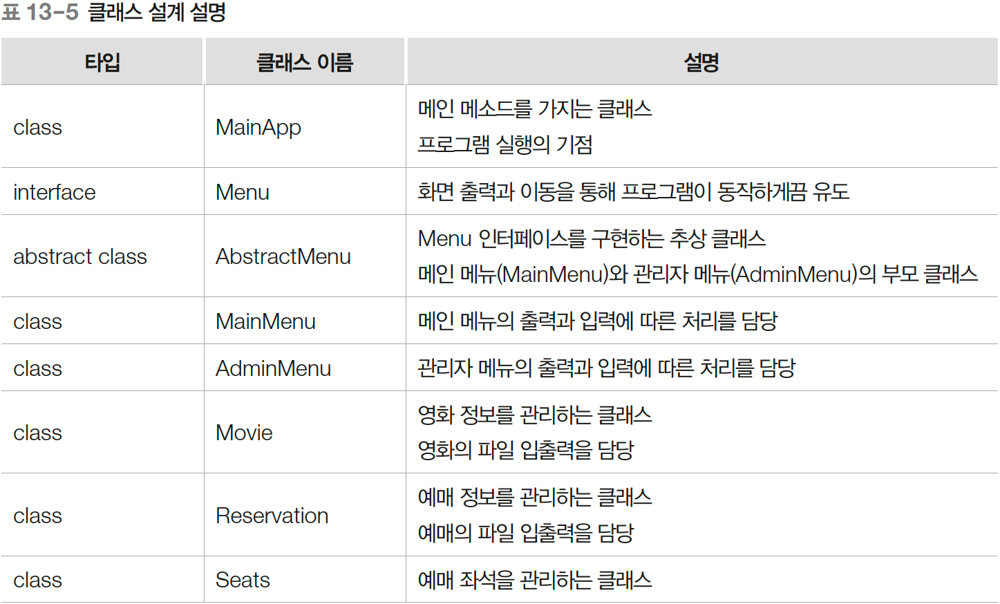 표 13-5 클래스 설계 설명
타입 클래스 이름 설명
class MainApp 메인 메소드를 가지는 클래스
프로그램 실행의 기점
interface Menu 화면 출력과 이동을 통해 프로그램이 동작하게끔 유도
abstract class AbstractMenu Menu 인터페이스를 구현하는 추상 클래스
메인 메뉴(MainMenu)와 관리자 메뉴(AdminMenu)의 부모 클래스
class MainMenu 메인 메뉴의 출력과 입력에 따른 처리를 담당
class AdminMenu 관리자 메뉴의 출력과 입력에 따른 처리를 담당
class Movie 영화 정보를 관리하는 클래스
영화의 파일 입출력을 담당
class Reservation 예매 정보를 관리하는 클래스
예매의 파일 입출력을 담당
class Seats 예매 좌석을 관리하는 클래스